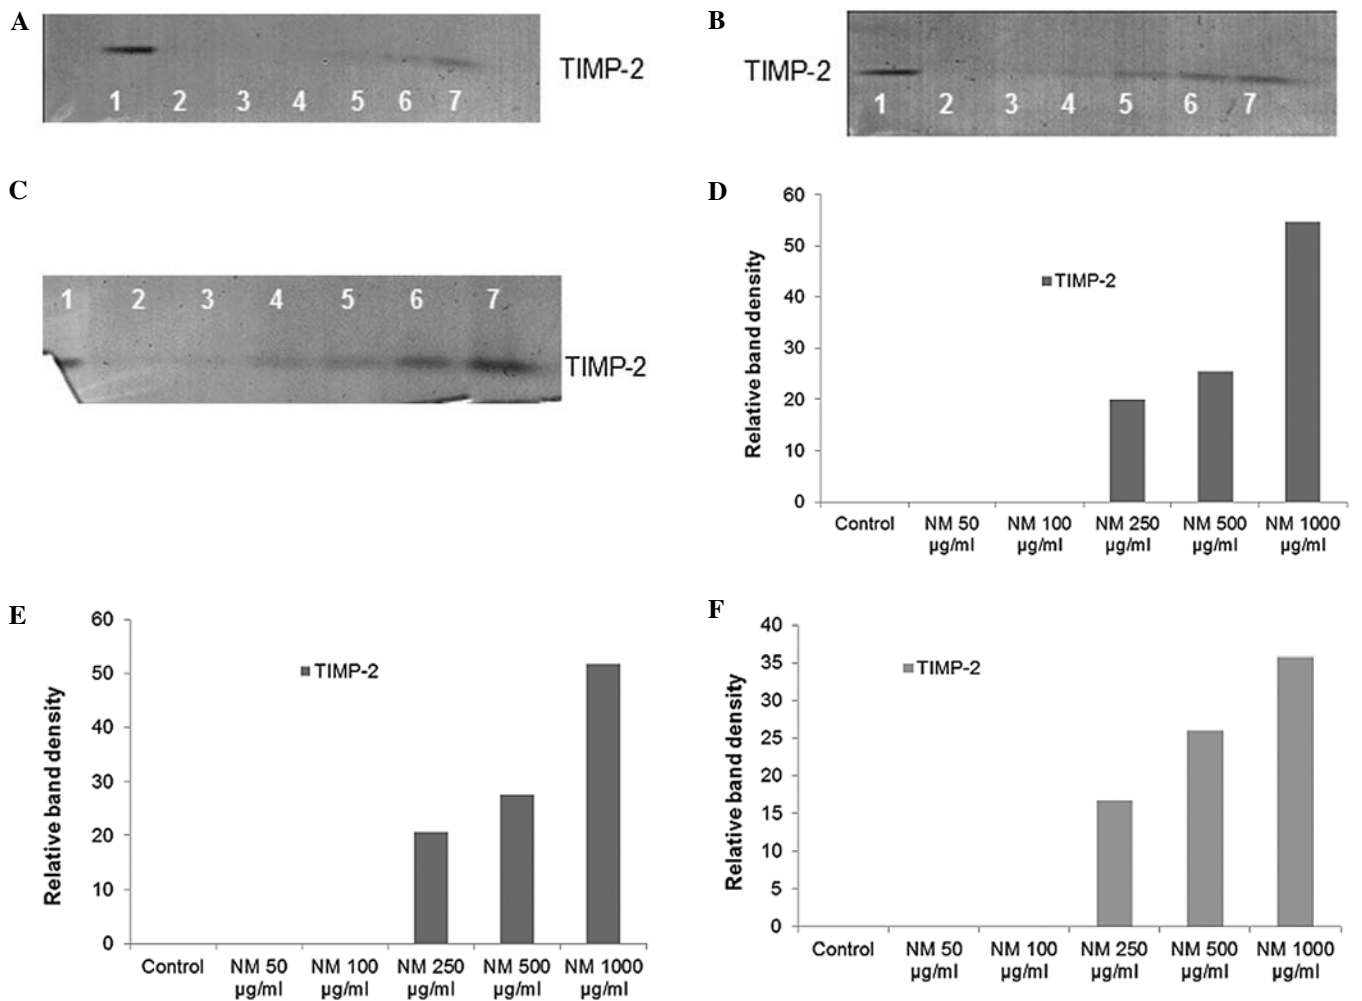 A
1 2 3 4 5 6 7
TIMP-2
B
TIMP-2
1 2 3 4 5 6 7
C
1 2 3 4 5 6 7
TIMP-2
D
60
50
40
30
20
10
0
Relative band density
TIMP-2
Control NM 50 NM 100 NM 250 NM 500 NM 1000
µg/ml µg/ml µg/ml µg/ml µg/ml
E
60
50
40
30
20
10
0
Relative band density
TIMP-2
Control NM 50 NM 100 NM 250 NM 500 NM 1000
µg/ml µg/ml µg/ml µg/ml µg/ml
F
40
35
30
25
20
15
10
5
0
Relative band density
TIMP-2
Control NM 50 NM 100 NM 250 NM 500 NM 1000
µg/ml µg/ml µg/ml µg/ml µg/ml